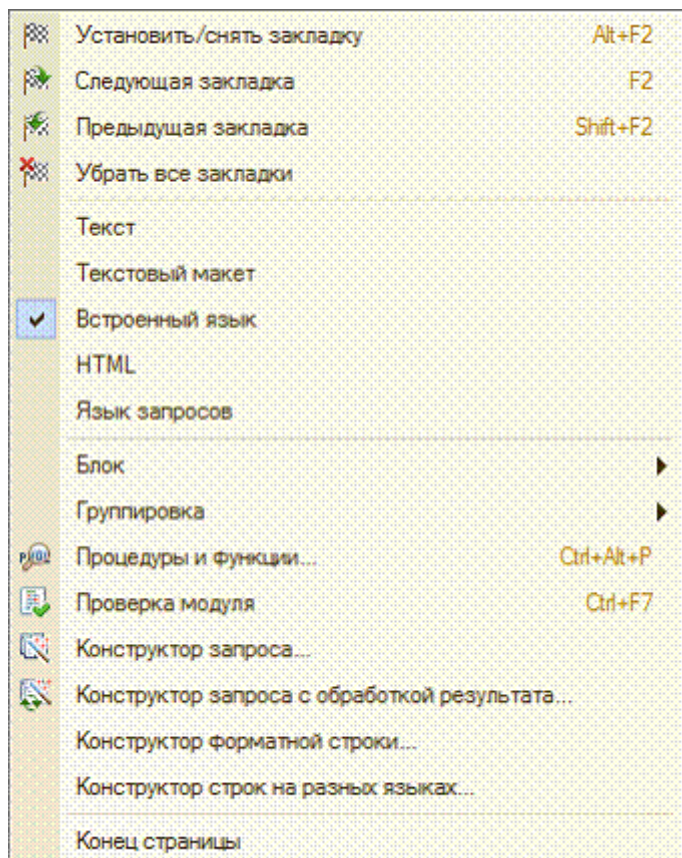 Установить/снять закладку Alt+F2
Следующая закладка F2
Предыдущая закладка Shift+F2
Убрать все закладки
Текст
Текстовый макет
Встроенный язык
HTML
Язык запросов
Блок
Группировка
Процедуры и функции... Ctrl+Alt+P
Проверка модуля Ctrl+F7
Конструктор запроса...
Конструктор запроса с обработкой результата...
Конструктор форматной строки...
Конструктор строк на разных языках...
Конец страницы